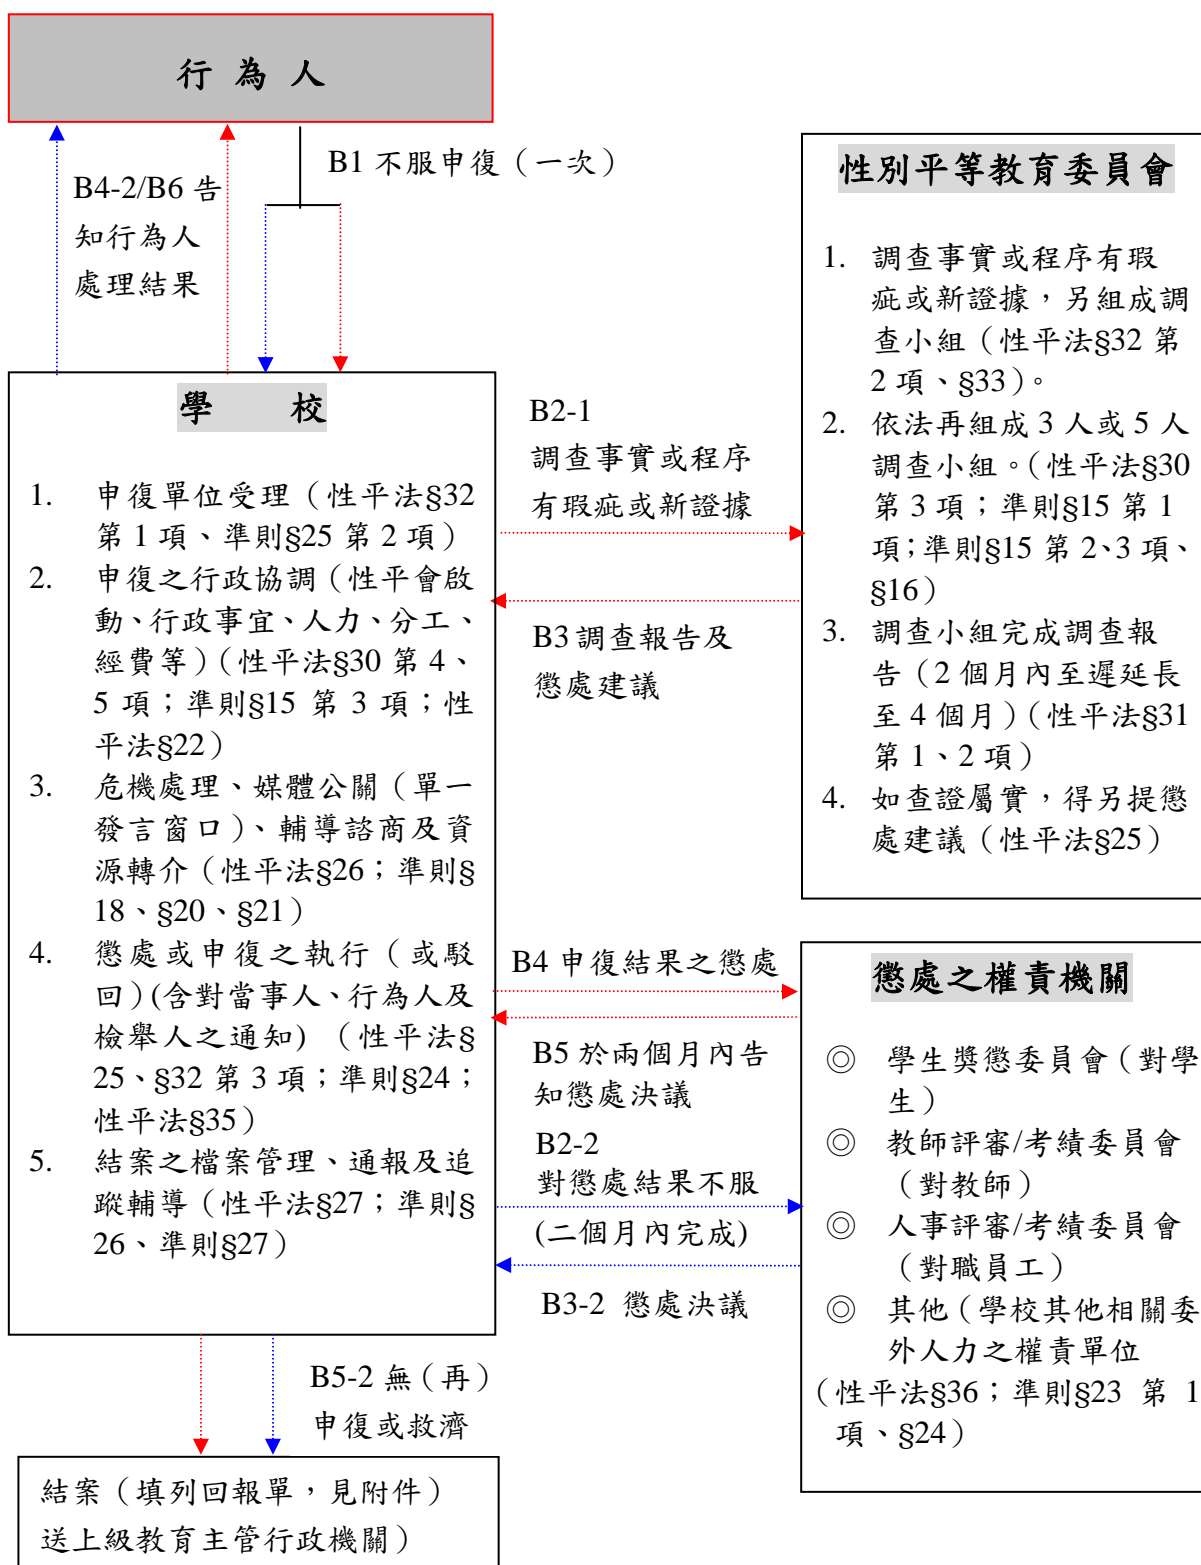 行 為 人
B1 不服申復（一次）
B4-2/B6 告
知行為人
處理結果
學 校
1. 申復單位受理（性平法§32
第 1 項、準則§25 第 2 項）
2. 申復之行政協調（性平會啟
動、行政事宜、人力、分工、
經費等）（性平法§30 第 4、
5 項；準則§15 第 3 項；性
平法§22）
3. 危機處理、媒體公關（單一
發言窗口）、輔導諮商及資
源轉介（性平法§26；準則§
18、§20、§21）
4. 懲處或申復之執行（或駁
回）(含對當事人、行為人及
檢舉人之通知) （性平法§
25、§32 第 3 項；準則§24；
性平法§35）
5. 結案之檔案管理、通報及追
蹤輔導（性平法§27；準則§
26、準則§27）
B2-1
調查事實或程序
有瑕疵或新證據
B3 調查報告及
懲處建議
性別平等教育委員會
1. 調查事實或程序有瑕
疵或新證據，另組成調
查小組（性平法§32 第
2 項、§33）。
2. 依法再組成 3 人或 5 人
調查小組。（性平法§30
第 3 項；準則§15 第 1
項；準則§15 第 2、3 項、
§16）
3. 調查小組完成調查報
告（2 個月內至遲延長
至 4 個月）（性平法§31
第 1、2 項）
4. 如查證屬實，得另提懲
處建議（性平法§25）
B4 申復結果之懲處
B5 於兩個月內告
知懲處決議
B2-2
對懲處結果不服
(二個月內完成)
B3-2 懲處決議
懲處之權責機關
◎ 學生獎懲委員會（對學
生）
◎ 教師評審/考績委員會
（對教師）
◎ 人事評審/考績委員會
（對職員工）
◎ 其他（學校其他相關委
外人力之權責單位
（性平法§36；準則§23 第 1
項、§24）
B5-2 無（再）
申復或救濟
結案（填列回報單，見附件）
送上級教育主管行政機關）